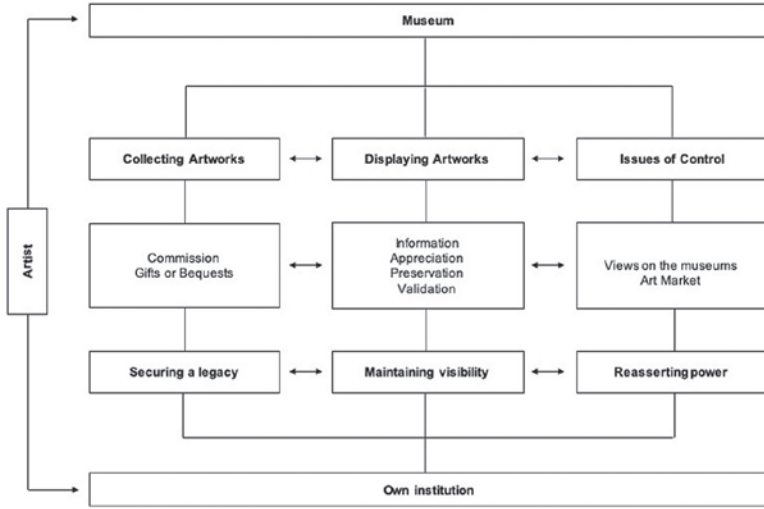 Museum
Collecting Artworks
Displaying Artworks
Issues of Control
Artist
Commission
Gifts or Bequests
Information
Appreciation
Preservation
Validation
Views on the museums
Art Market
Securing a legacy
Maintaining visibility
Reasserting power
Own institution